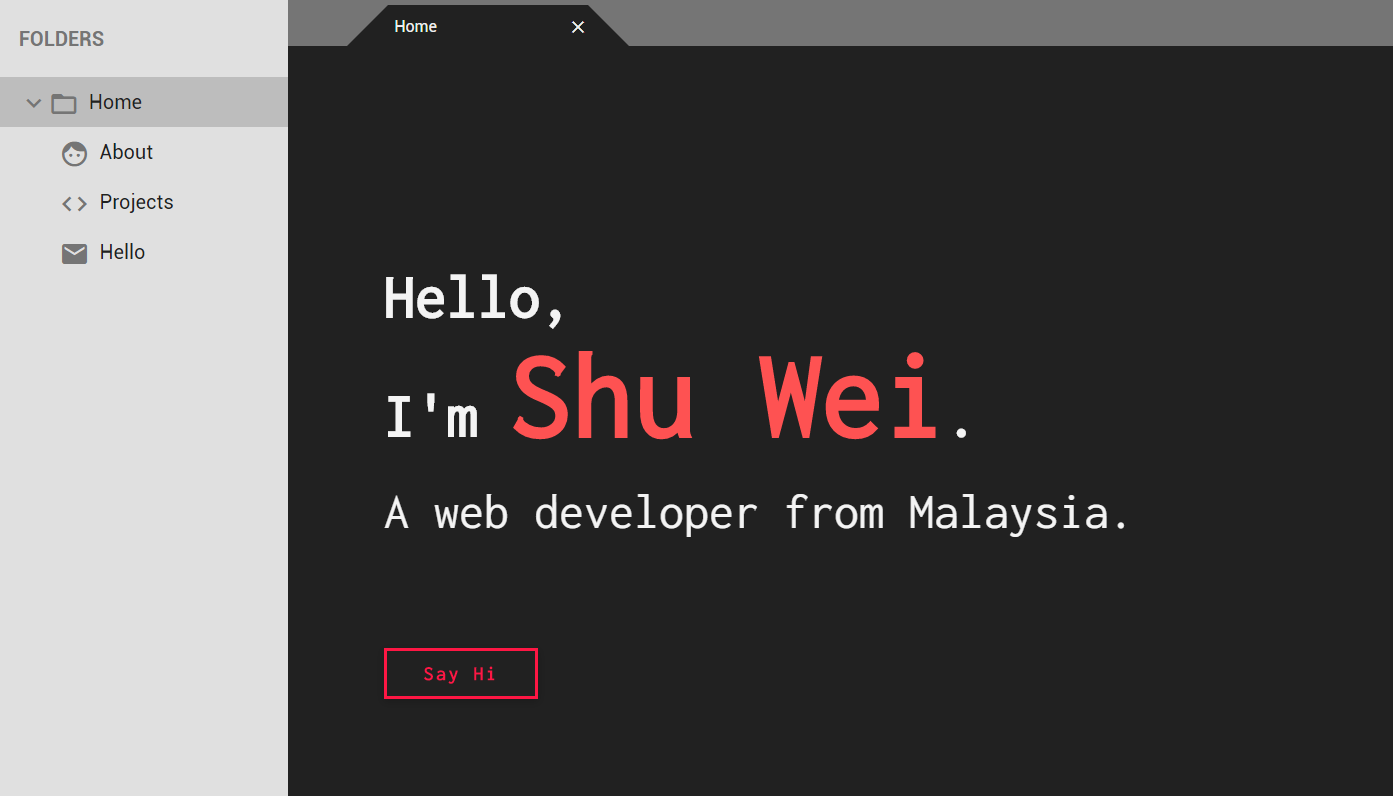 FOLDERS
Home
About
Projects
Hello
Home
Hello,
I'm Shu Wei.
A web developer from Malaysia.
Say Hi